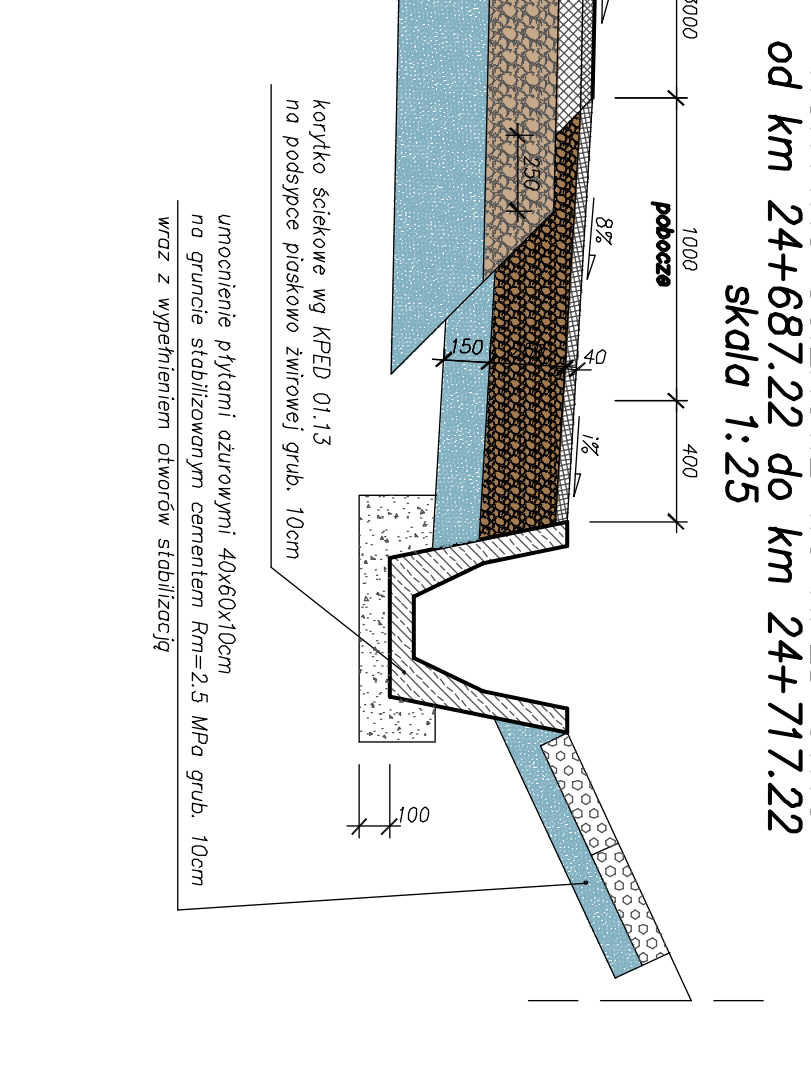 od km 24+687.22 do km 24+717.22
skala 1:25
1000
400
pobocze
8%
i%
40
250
150
100
korytko ściekowe wg KPED 01.13
na podsypce piaskowo żwirowej grub. 10cm
umocnienie płytami ażurowymi 40x60x10cm
na gruncie stabilizowanym cementem Rm=2.5 MPa grub. 10cm
wraz z wypełnieniem otworów stabilizacją